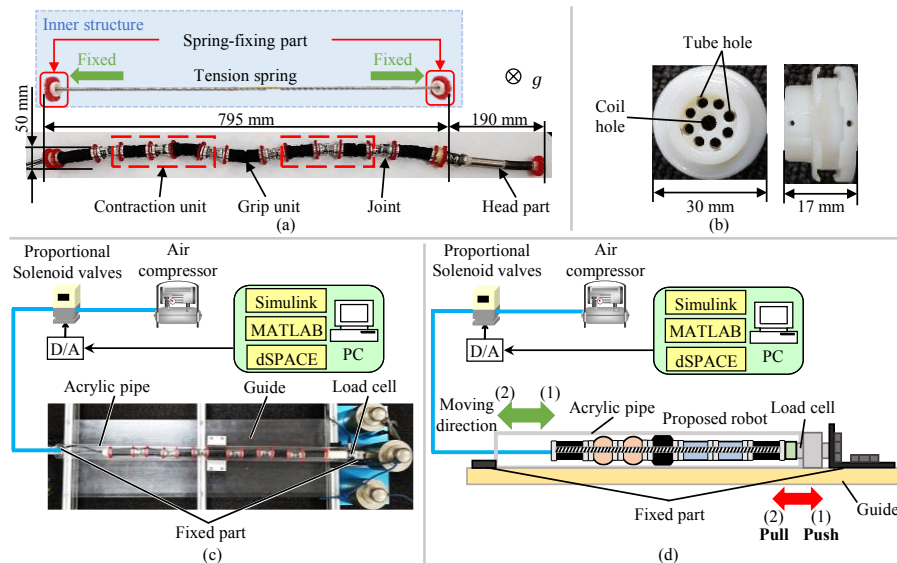 Inner structure
Spring-fixing part
Fixed
Fixed
Tension spring
g
50 mm
795 mm
190 mm
Contraction unit
Grip unit
Joint
Head part
(a)
Tube hole
Coil
hole
30 mm
17 mm
(b)
Proportional
Solenoid valves
Air
compressor
Simulink
MATLAB
dSPACE
PC
D/A
Acrylic pipe
Guide
Load cell
Fixed part
(c)
Proportional
Solenoid valves
Air
compressor
Simulink
MATLAB
dSPACE
PC
D/A
Moving
direction
(2)
(1)
Acrylic pipe
Proposed robot
Load cell
Fixed part
(2)
Pull
(1)
Push
Guide
(d)